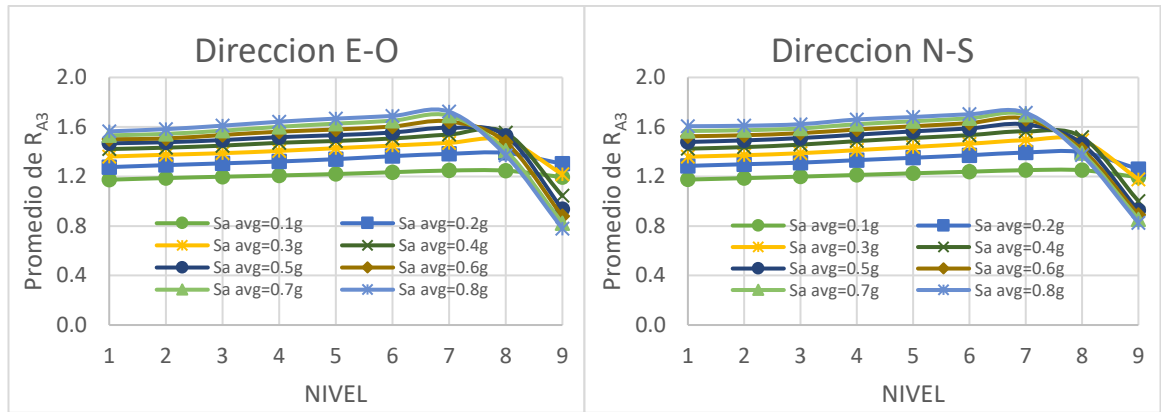 Direccion E-O
Promedio de R_A3
2.0
1.6
1.2
0.8
0.4
0.0
Sa avg=0.1g
Sa avg=0.2g
Sa avg=0.3g
Sa avg=0.4g
Sa avg=0.5g
Sa avg=0.6g
Sa avg=0.7g
Sa avg=0.8g
1 2 3 4 5 6 7 8 9
NIVEL
Direccion N-S
Promedio de R_A3
2.0
1.6
1.2
0.8
0.4
0.0
Sa avg=0.1g
Sa avg=0.2g
Sa avg=0.3g
Sa avg=0.4g
Sa avg=0.5g
Sa avg=0.6g
Sa avg=0.7g
Sa avg=0.8g
1 2 3 4 5 6 7 8 9
NIVEL